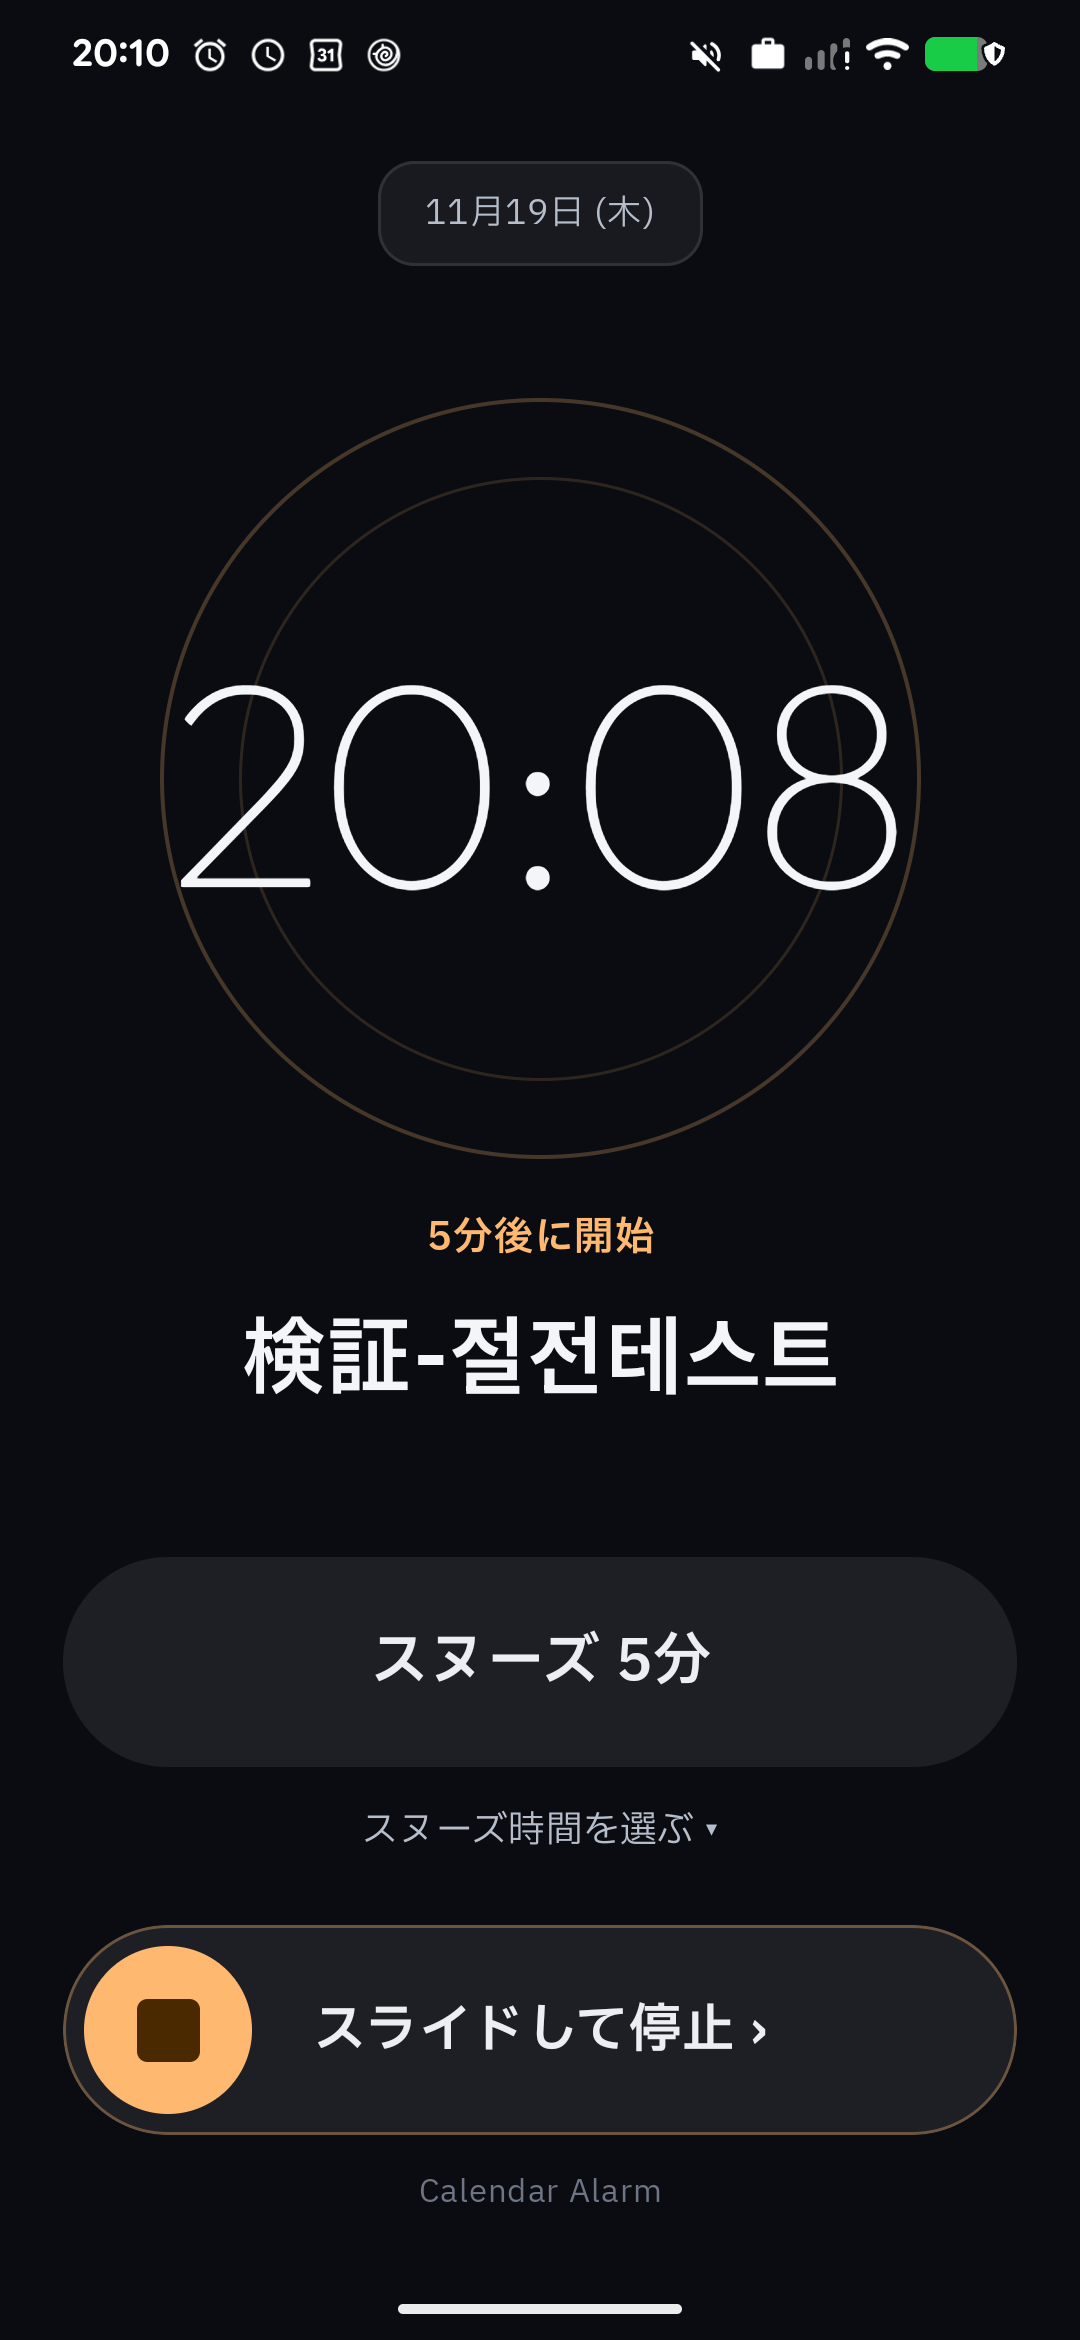 20:10
31
11月19日 (木)
20:08
5分後に開始
検証-절전테스트
スヌーズ 5分
スヌーズ時間を選ぶ ▾
スライドして停止 ›
Calendar Alarm